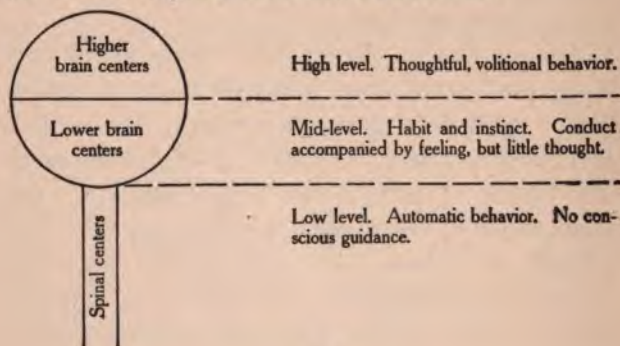 Higher
brain centers
High level. Thoughtful, volitional behavior.
Lower brain
centers
Mid-level. Habit and instinct. Conduct
accompanied by feeling, but little thought.
Low level. Automatic behavior. No con-
scious guidance.
Spinal centers